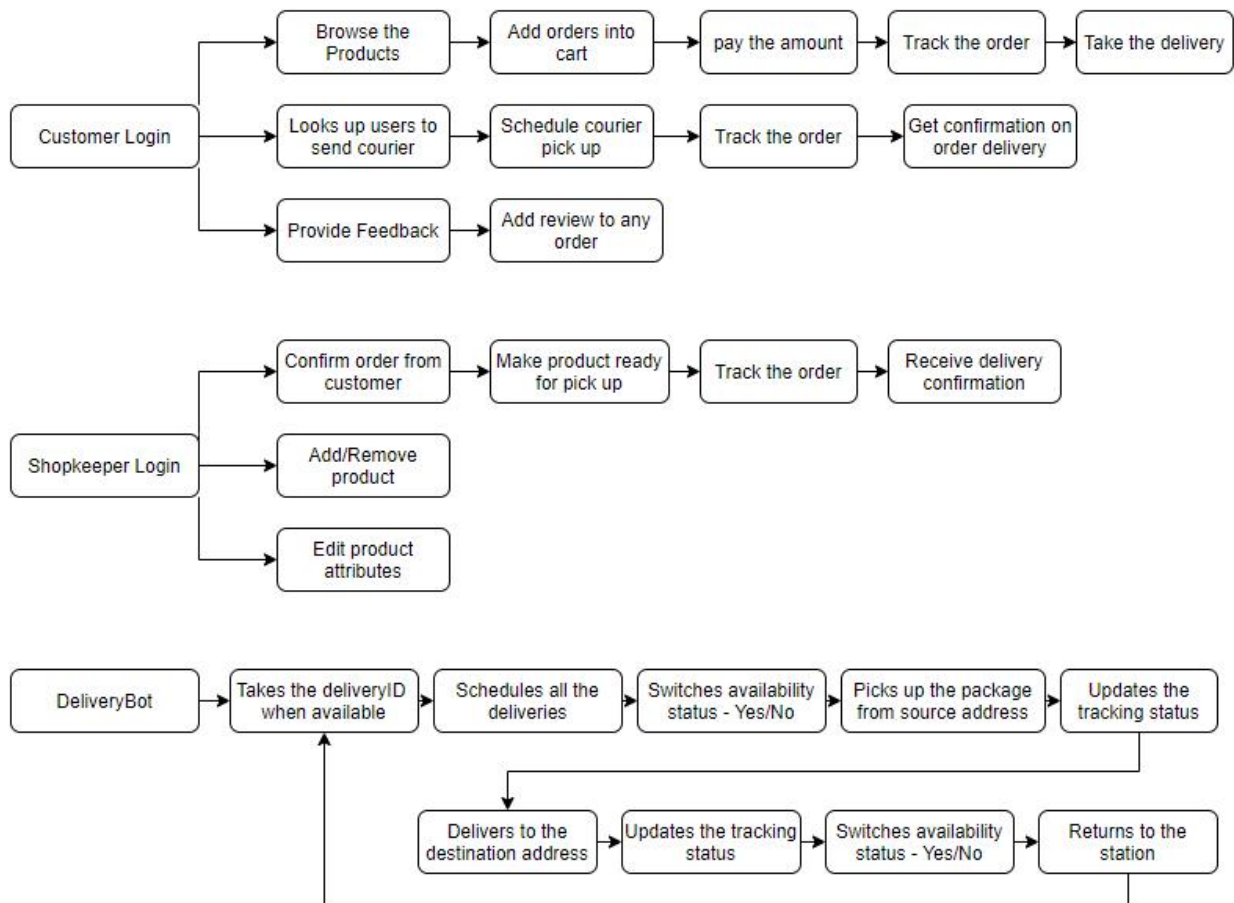 Browse the
Products
Add orders into
cart
pay the amount
Track the order
Take the delivery
Customer Login
Looks up users to
send courier
Schedule courier
pick up
Track the order
Get confirmation on
order delivery
Provide Feedback
Add review to any
order
Confirm order from
customer
Make product ready
for pick up
Track the order
Receive delivery
confirmation
Shopkeeper Login
Add/Remove
product
Edit product
attributes
DeliveryBot
Takes the deliveryID
when available
Schedules all the
deliveries
Switches availability
status - Yes/No
Picks up the package
from source address
Updates the
tracking status
Delivers to the
destination address
Updates the tracking
status
Switches availability
status - Yes/No
Returns to the
station